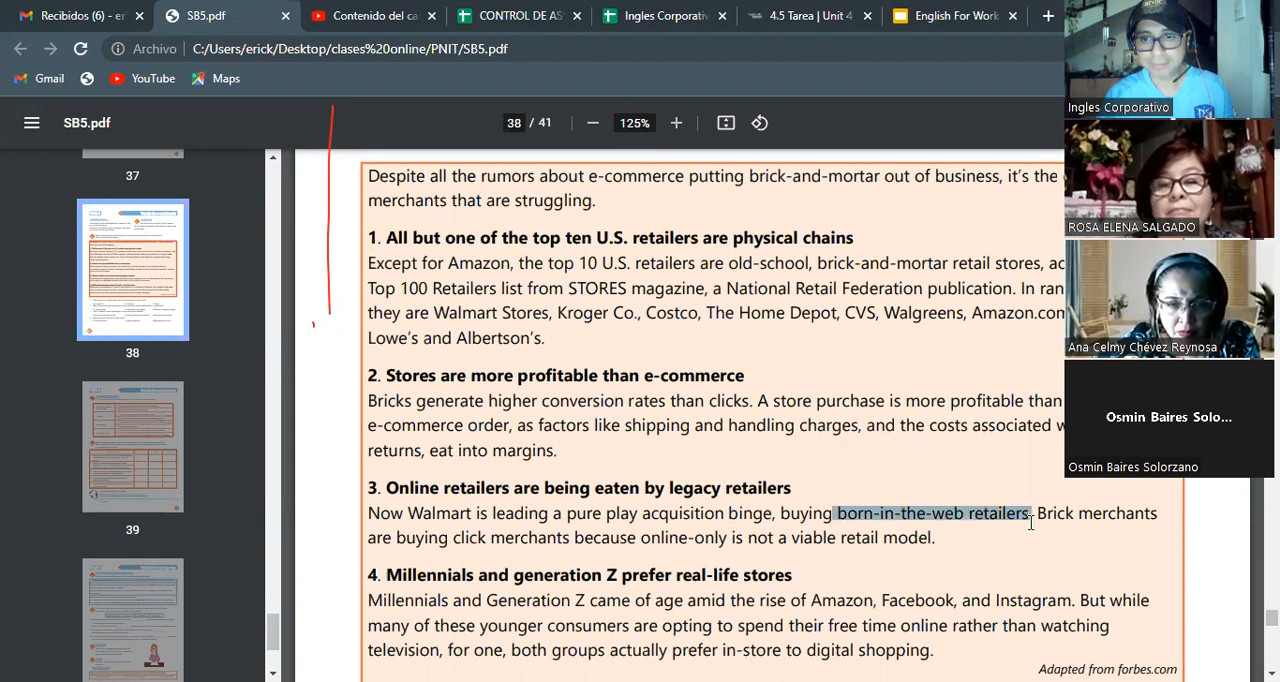 Recibidos (6) - e
SB5.pdf
Contenido del ca
CONTROL DE AS
Ingles Corporativ
4.5 Tarea | Unit 4
English For Work
Archivo C:/Users/erick/Desktop/clases%20online/PNIT/SB5.pdf
Gmail YouTube Maps
SB5.pdf 38 / 41 125%
37
38
39
Despite all the rumors about e-commerce putting brick-and-mortar out of business, it's the
merchants that are struggling.
1. All but one of the top ten U.S. retailers are physical chains
Except for Amazon, the top 10 U.S. retailers are old-school, brick-and-mortar retail stores, ac
Top 100 Retailers list from STORES magazine, a National Retail Federation publication. In ran
they are Walmart Stores, Kroger Co., Costco, The Home Depot, CVS, Walgreens, Amazon.com
Lowe's and Albertson's.
2. Stores are more profitable than e-commerce
Bricks generate higher conversion rates than clicks. A store purchase is more profitable than
e-commerce order, as factors like shipping and handling charges, and the costs associated w
returns, eat into margins.
3. Online retailers are being eaten by legacy retailers
Now Walmart is leading a pure play acquisition binge, buying born-in-the-web retailers. Brick merchants
are buying click merchants because online-only is not a viable retail model.
4. Millennials and generation Z prefer real-life stores
Millennials and Generation Z came of age amid the rise of Amazon, Facebook, and Instagram. But while
many of these younger consumers are opting to spend their free time online rather than watching
television, for one, both groups actually prefer in-store to digital shopping.
Adapted from forbes.com
Ingles Corporativo
ROSA ELENA SALGADO
Ana Celmy Chévez Reynosa
Osmin Baires Solo...
Osmin Baires Solorzano